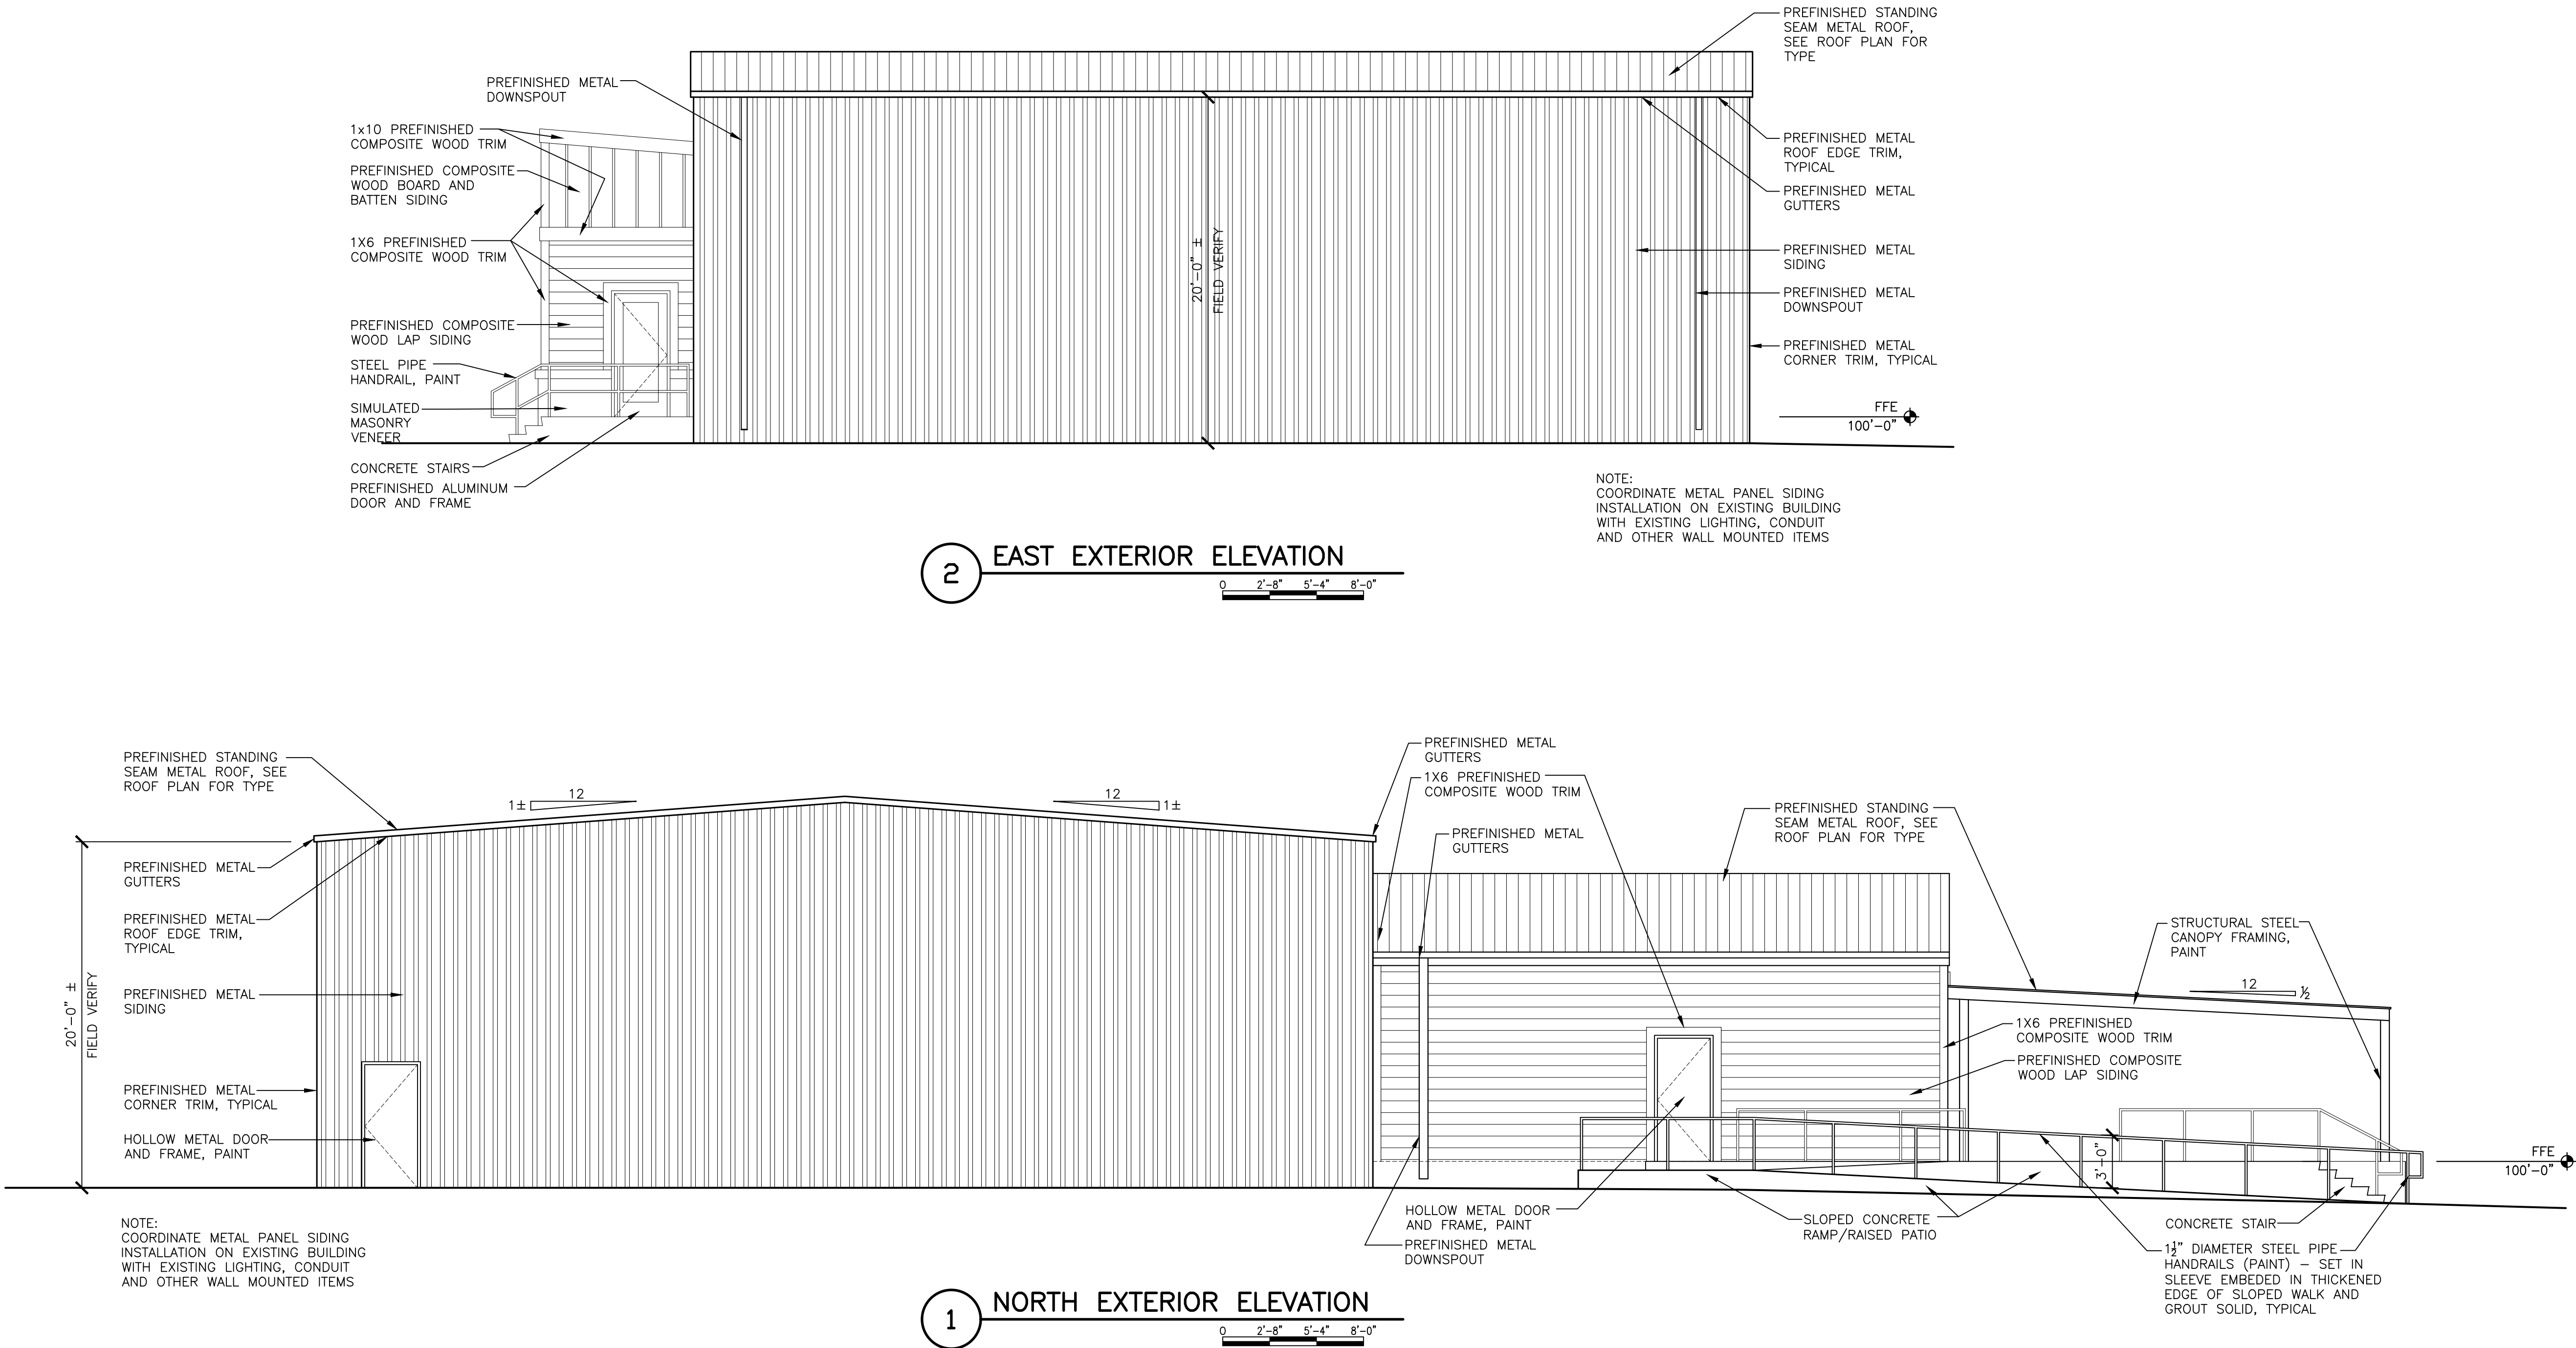 PREFINISHED STANDING
SEAM METAL ROOF,
SEE ROOF PLAN FOR
TYPE
PREFINISHED METAL
DOWNSPOUT
1x10 PREFINISHED
COMPOSITE WOOD TRIM
PREFINISHED COMPOSITE
WOOD BOARD AND
BATTEN SIDING
1X6 PREFINISHED
COMPOSITE WOOD TRIM
PREFINISHED COMPOSITE
WOOD LAP SIDING
STEEL PIPE
HANDRAIL, PAINT
SIMULATED
MASONRY
VENEER
CONCRETE STAIRS
PREFINISHED ALUMINUM
DOOR AND FRAME
20'-0" ±
FIELD VERIFY
PREFINISHED METAL
ROOF EDGE TRIM,
TYPICAL
PREFINISHED METAL
GUTTERS
PREFINISHED METAL
SIDING
PREFINISHED METAL
DOWNSPOUT
PREFINISHED METAL
CORNER TRIM, TYPICAL
FFE
100'-0"
NOTE:
COORDINATE METAL PANEL SIDING
INSTALLATION ON EXISTING BUILDING
WITH EXISTING LIGHTING, CONDUIT
AND OTHER WALL MOUNTED ITEMS
2 EAST EXTERIOR ELEVATION
0 2'-8" 5'-4" 8'-0"
PREFINISHED STANDING
SEAM METAL ROOF, SEE
ROOF PLAN FOR TYPE
12
1±
12
1±
PREFINISHED METAL
GUTTERS
PREFINISHED METAL
ROOF EDGE TRIM,
TYPICAL
20'-0" ±
FIELD VERIFY
PREFINISHED METAL
SIDING
PREFINISHED METAL
CORNER TRIM, TYPICAL
HOLLOW METAL DOOR
AND FRAME, PAINT
NOTE:
COORDINATE METAL PANEL SIDING
INSTALLATION ON EXISTING BUILDING
WITH EXISTING LIGHTING, CONDUIT
AND OTHER WALL MOUNTED ITEMS
PREFINISHED METAL
GUTTERS
1X6 PREFINISHED
COMPOSITE WOOD TRIM
PREFINISHED METAL
GUTTERS
PREFINISHED STANDING
SEAM METAL ROOF, SEE
ROOF PLAN FOR TYPE
STRUCTURAL STEEL
CANOPY FRAMING,
PAINT
12
½
1X6 PREFINISHED
COMPOSITE WOOD TRIM
PREFINISHED COMPOSITE
WOOD LAP SIDING
3'-0"
FFE
100'-0"
HOLLOW METAL DOOR
AND FRAME, PAINT
PREFINISHED METAL
DOWNSPOUT
SLOPED CONCRETE
RAMP/RAISED PATIO
CONCRETE STAIR
1½" DIAMETER STEEL PIPE
HANDRAILS (PAINT) – SET IN
SLEEVE EMBEDED IN THICKENED
EDGE OF SLOPED WALK AND
GROUT SOLID, TYPICAL
1 NORTH EXTERIOR ELEVATION
0 2'-8" 5'-4" 8'-0"